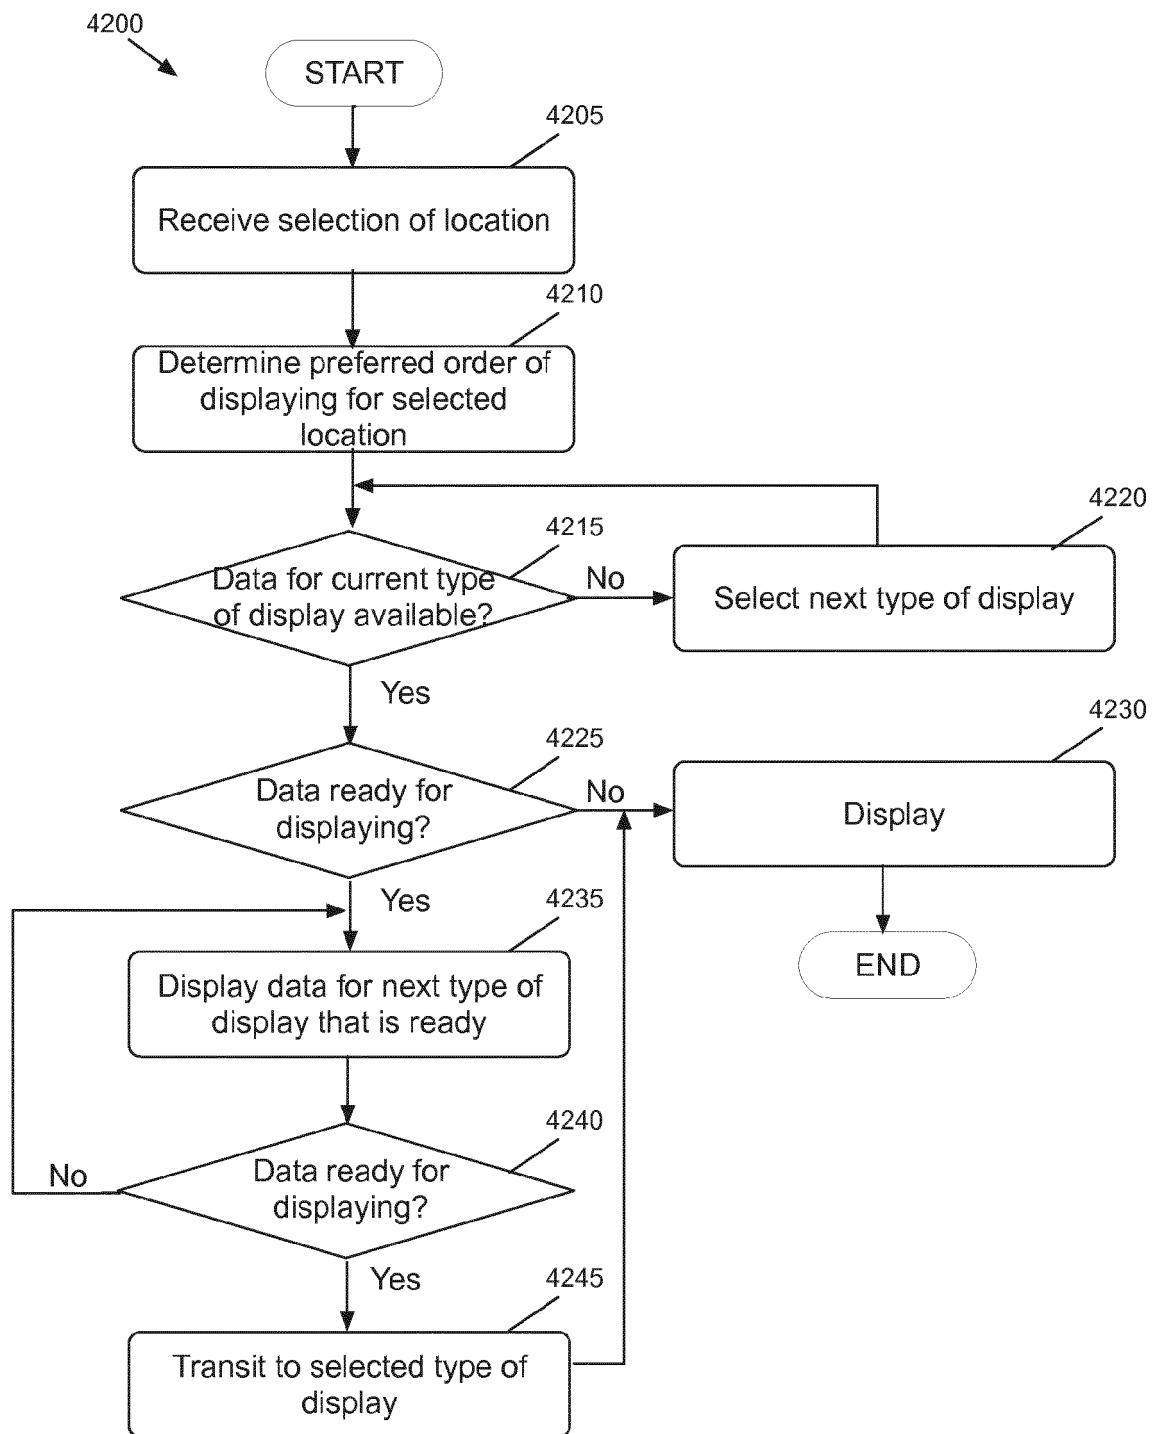 4200
START
4205
Receive selection of location
4210
Determine preferred order of
displaying for selected
location
4215
4220
Data for current type
of display available?
No
Select next type of display
Yes
4225
4230
Data ready for
displaying?
No
Display
Yes
4235
END
Display data for next type of
display that is ready
4240
Data ready for
displaying?
No
Yes
4245
Transit to selected type of
display